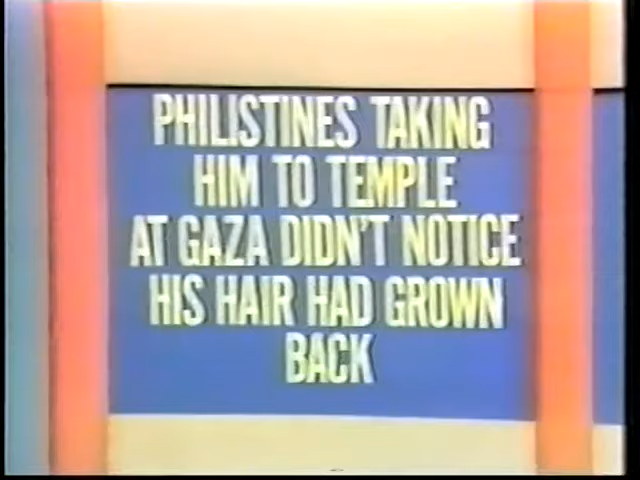 PHILISTINES TAKING
HIM TO TEMPLE
AT GAZA DIDN'T NOTICE
HIS HAIR HAD GROWN
BACK